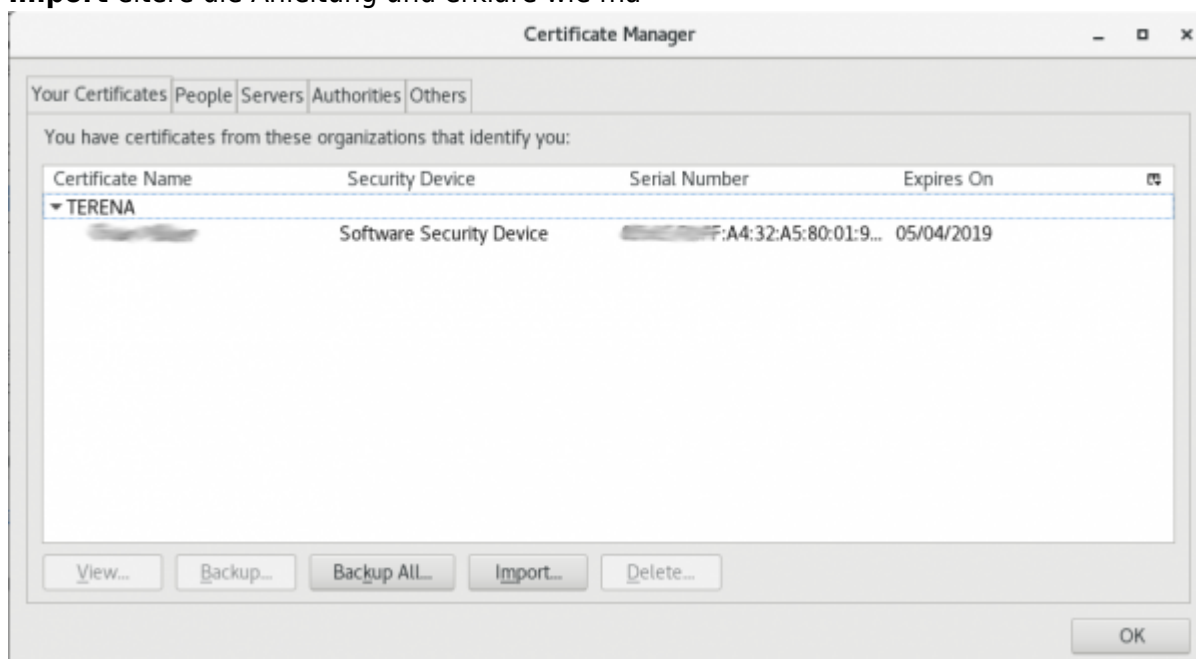 Certificate Manager
Your Certificates People Servers Authorities Others
You have certificates from these organizations that identify you:
Certificate Name Security Device Serial Number Expires On
TERENA
Software Security Device :A4:32:A5:80:01:9... 05/04/2019
View... Backup... Backup All... Import... Delete...
OK